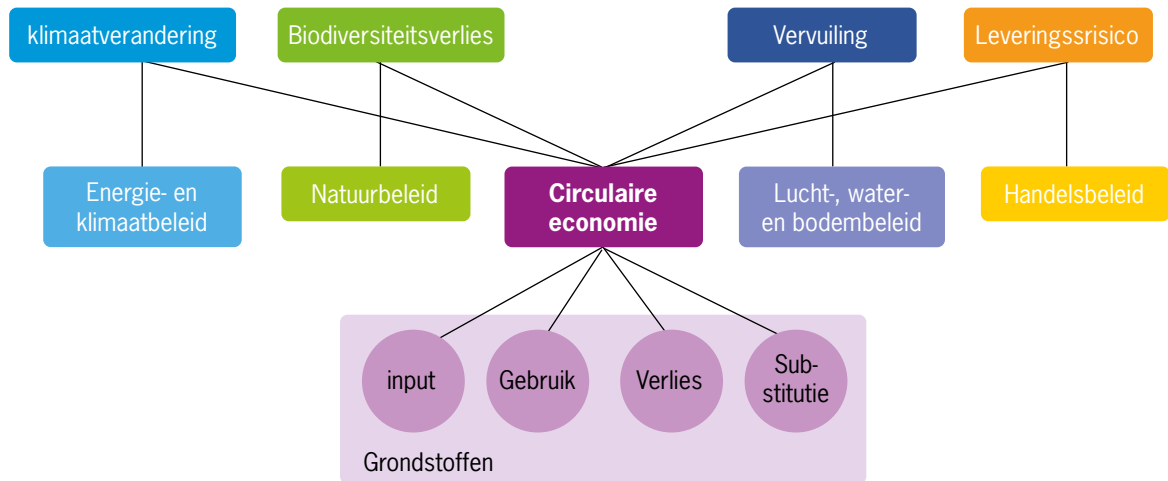 klimaatverandering
Biodiversiteitsverlies
Vervuiling
Leveringssrisico
Energie- en
klimaatbeleid
Natuurbeleid
Circulaire
economie
Lucht-, water-
en bodembeleid
Handelsbeleid
input
Gebruik
Verlies
Sub-
stitutie
Grondstoffen